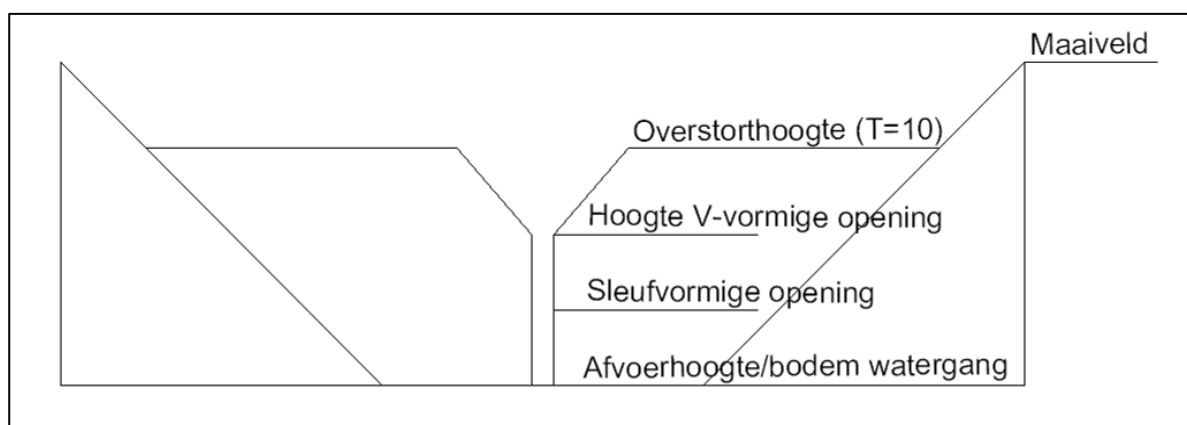 Maaiveld
Overstorthoogte (T=10)
Hoogte V-vormige opening
Sleufvormige opening
Afvoerhoogte/bodem watergang